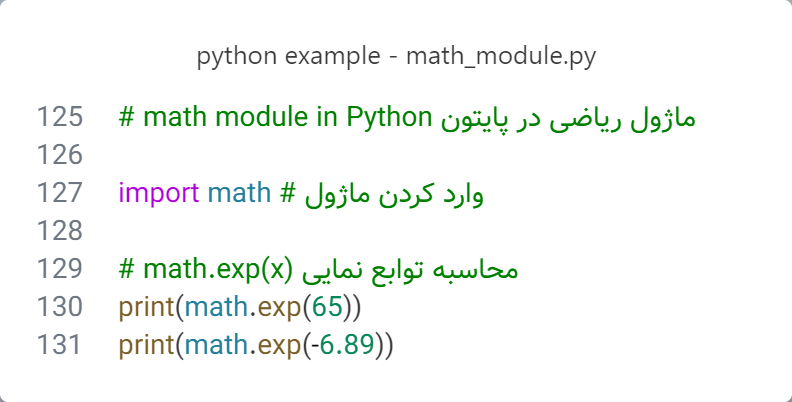 python example - math_module.py
125 # math module in Python ماژول ریاضی در پایتون
126
127 import math # وارد کردن ماژول
128
129 # math.exp(x) محاسبه توابع نمایی
130 print(math.exp(65))
131 print(math.exp(-6.89))